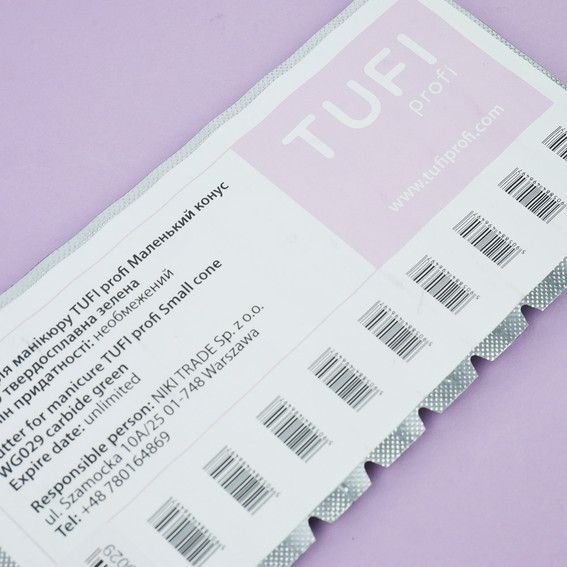 TUFI
profi
www.tufiprofi.com
для манікюру TUFI profi Маленький конус
твердосплавна зелена
придатності: необмежений
for manicure TUFI profi Small cone
WG029 carbide green
Expire date: unlimited
Responsible person: NIKI TRADE Sp. z o.o.
ul. Szamocka 10A/25 01-748 Warszawa
Tel: +48 780164869